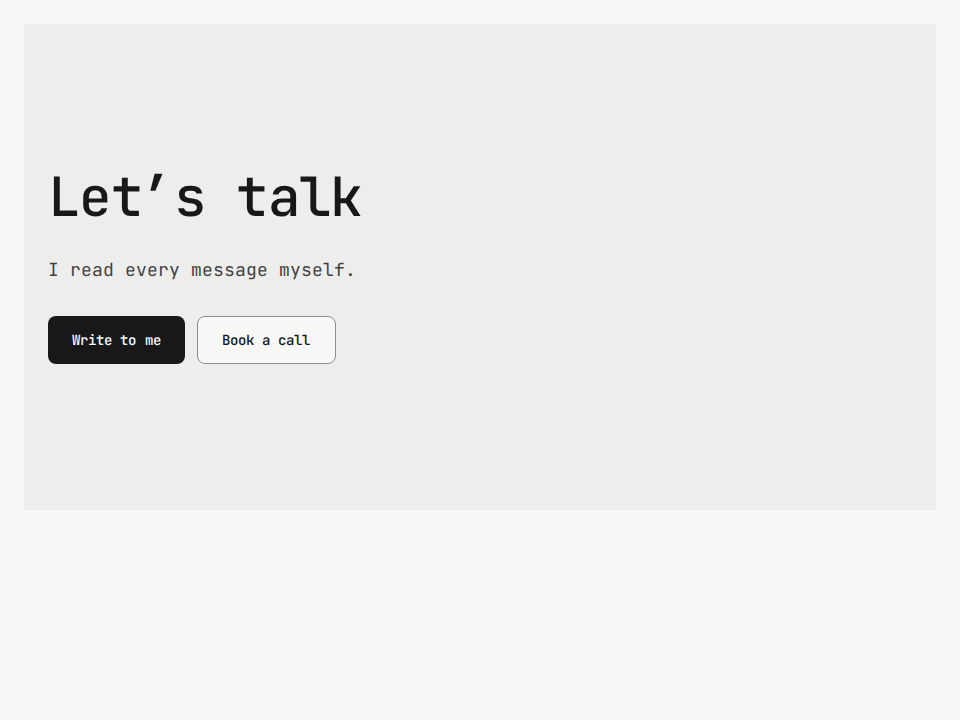 Let’s talk
I read every message myself.
Write to me
Book a call